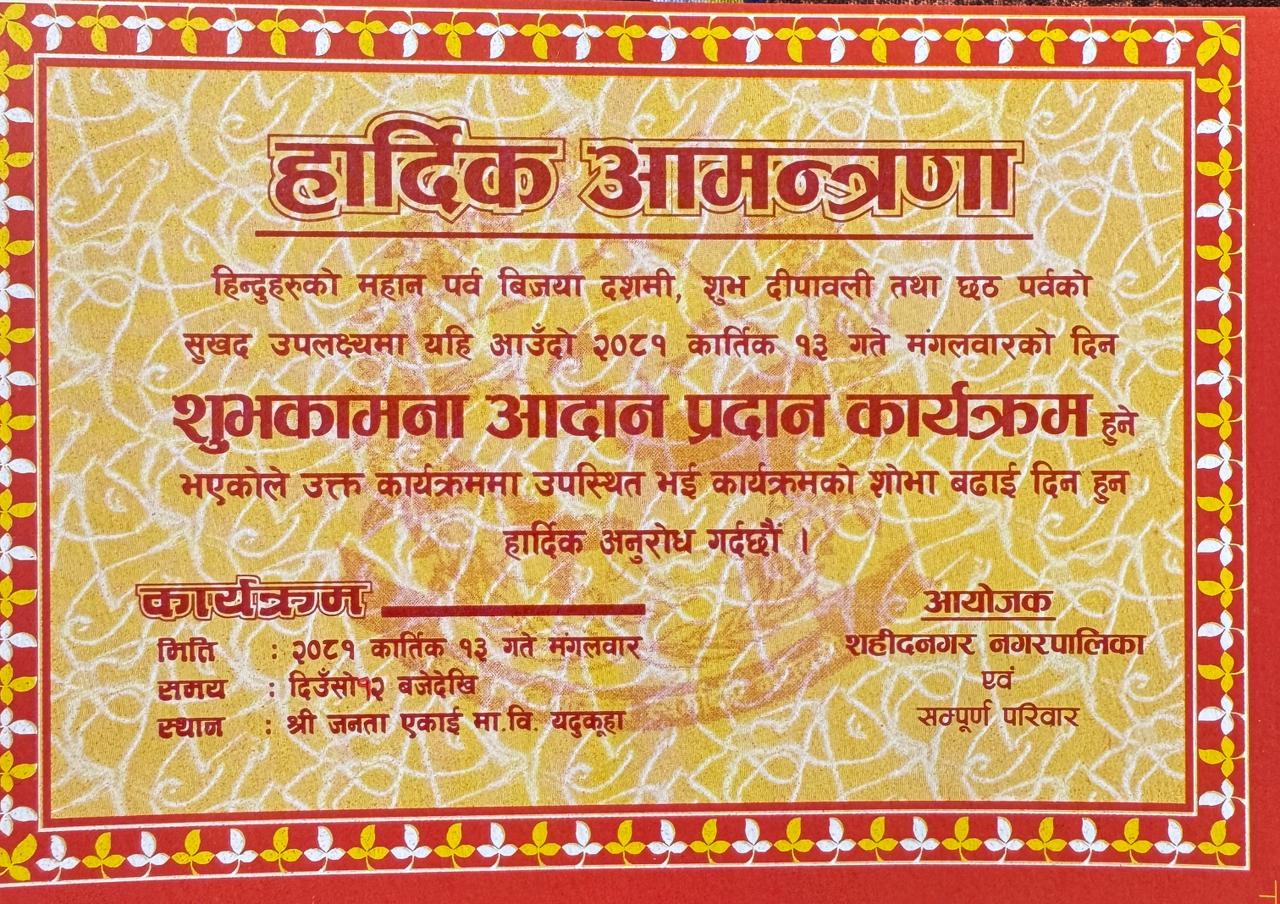 हार्दिक आमन्त्रणा
हिन्दुहरुको महान पर्व बिजया दशमी, शुभ दीपावली तथा छठ पर्वको
सुखद उपलक्ष्यमा यहि आउँदो २०८१ कार्तिक १३ गते मंगलवारको दिन
शुभकामना आदान प्रदान कार्यक्रम हुने
भएकोले उक्त कार्यक्रममा उपस्थित भई कार्यक्रमको शोभा बढाई दिन हुन
हार्दिक अनुरोध गर्दछौं ।
कार्यक्रम
मिति : २०८१ कार्तिक १३ गते मंगलवार
समय : दिउँसो१२ बजेदेखि
स्थान : श्री जनता एकाई मा.वि. यदुकूहा
आयोजक
शहीदनगर नगरपालिका
एवं
सम्पूर्ण परिवार